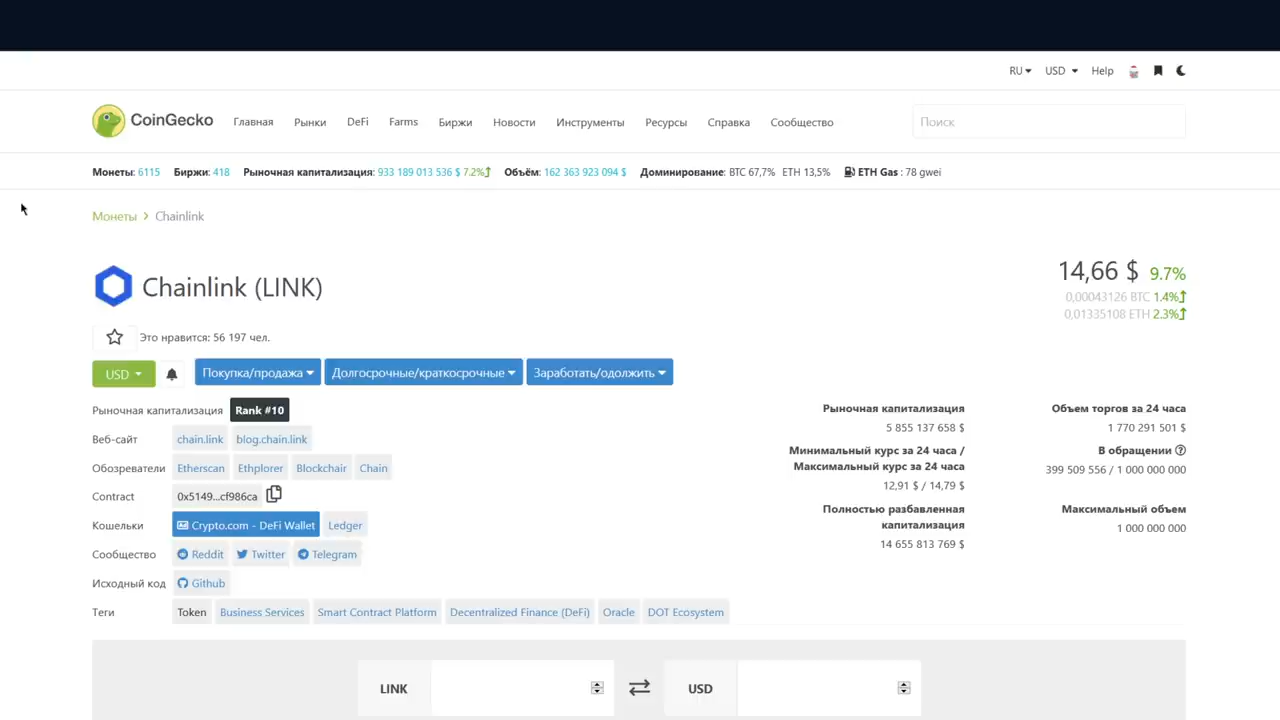 RU USD Help
CoinGecko Главная Рынки DeFi Farms Биржи Новости Инструменты Ресурсы Справка Сообщество Поиск
Монеты: 6115 Биржи: 418 Рыночная капитализация: 933 189 013 536 $ 7.2% Объём: 162 363 923 094 $ Доминирование: BTC 67,7% ETH 13,5% ETH Gas : 78 gwei
Монеты Chainlink
Chainlink (LINK)
14,66 $ 9.7%
0,00043126 BTC 1.4%
0,01335108 ETH 2.3%
Это нравится: 56 197 чел.
USD Покупка/продажа Долгосрочные/краткосрочные Заработать/одолжить
Рыночная капитализация Rank #10
Веб-сайт chain.link blog.chain.link
Обозреватели Etherscan Ethplorer Blockchair Chain
Contract 0x5149...cf986ca
Кошельки Crypto.com - DeFi Wallet Ledger
Сообщество Reddit Twitter Telegram
Исходный код Github
Теги Token Business Services Smart Contract Platform Decentralized Finance (DeFi) Oracle DOT Ecosystem
Рыночная капитализация
5 855 137 658 $
Минимальный курс за 24 часа /
Максимальный курс за 24 часа
12,91 $ / 14,79 $
Полностью разбавленная
капитализация
14 655 813 769 $
Объем торгов за 24 часа
1 770 291 501 $
В обращении
399 509 556 / 1 000 000 000
Максимальный объем
1 000 000 000
LINK USD